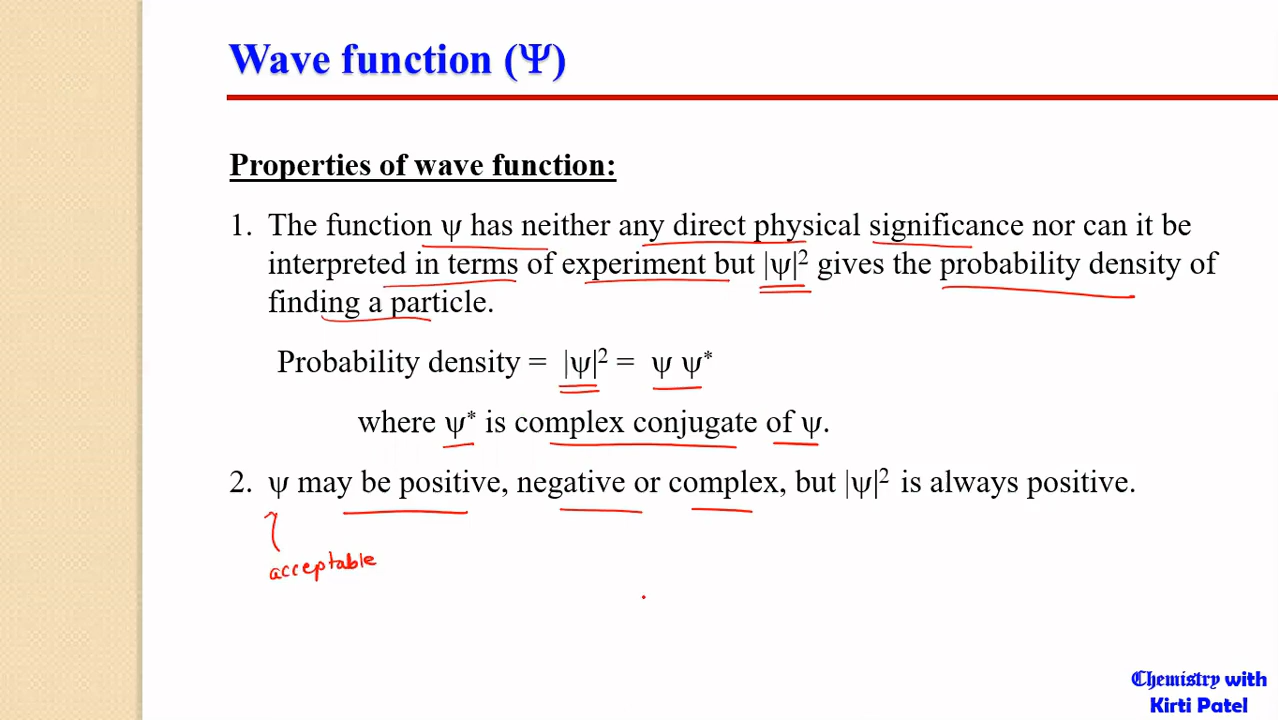 Wave function (Ψ)
Properties of wave function:
1. The function ψ has neither any direct physical significance nor can it be
interpreted in terms of experiment but |ψ|² gives the probability density of
finding a particle.
Probability density = |ψ|² = ψ ψ*
where ψ* is complex conjugate of ψ.
2. ψ may be positive, negative or complex, but |ψ|² is always positive.
acceptable
Chemistry with
Kirti Patel